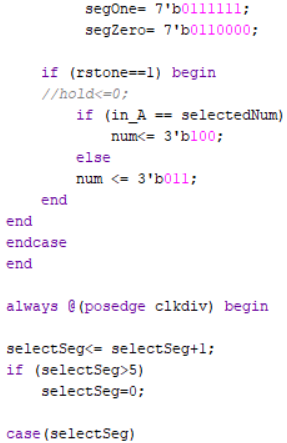 segOne= 7'b0111111;
segZero= 7'b0110000;
if (rstone==1) begin
//hold<=0;
if (in_A == selectedNum)
num<= 3'b100;
else
num <= 3'b011;
end
end
endcase
end
always @(posedge clkdiv) begin
selectSeg<= selectSeg+1;
if (selectSeg>5)
selectSeg=0;
case(selectSeg)